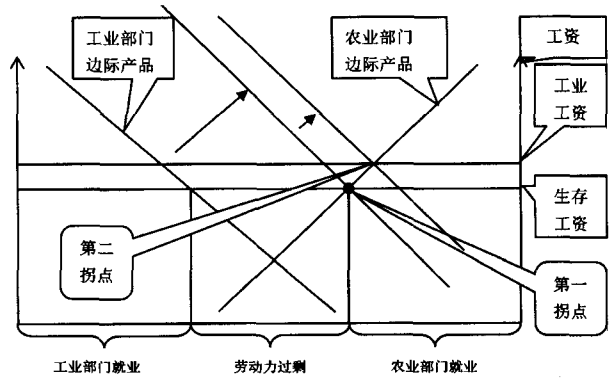 工业部门
边际产品
农业部门
边际产品
工资
工业
工资
生存
工资
第二
拐点
第一
拐点
工业部门就业
劳动力过剩
农业部门就业